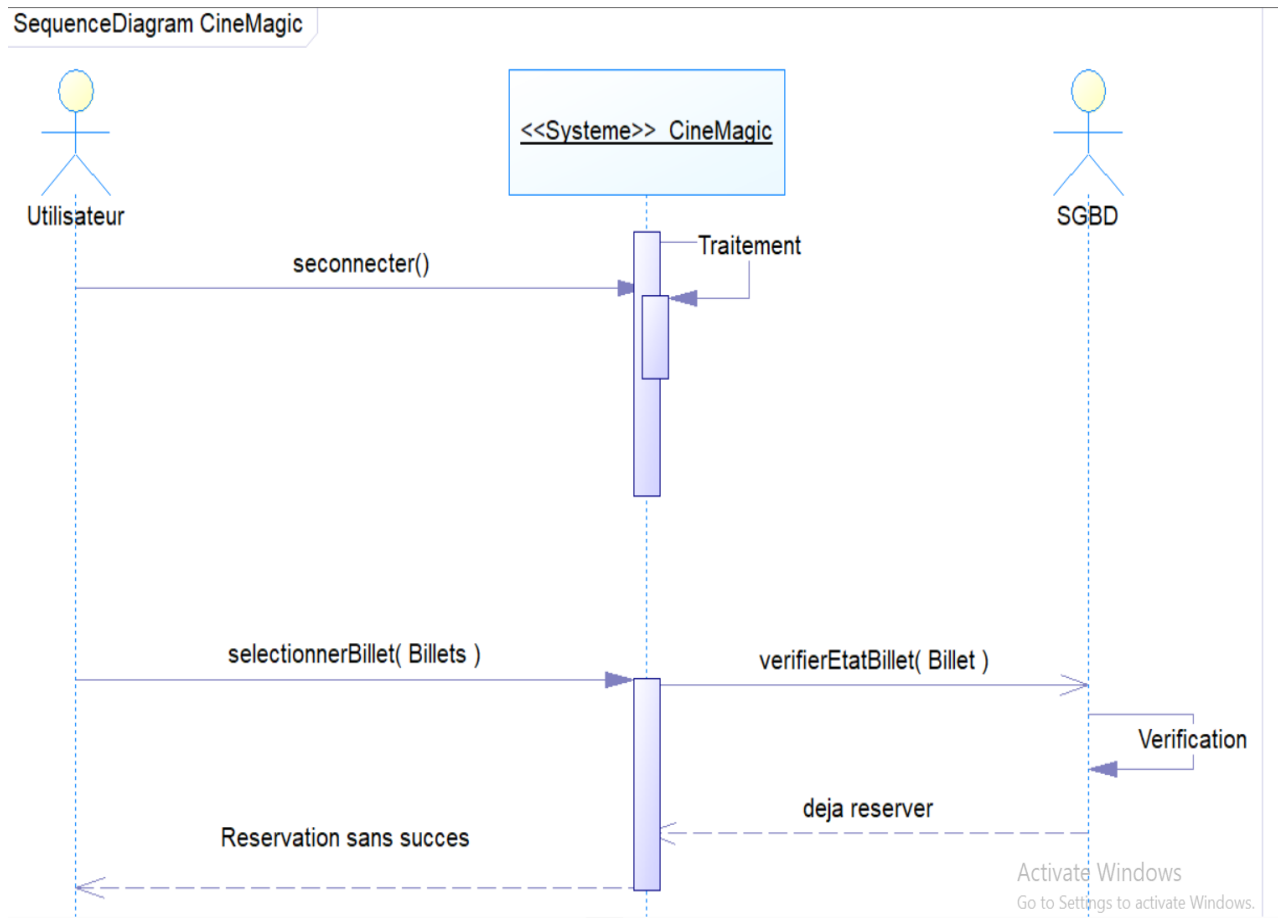 SequenceDiagram CineMagic
<<Systeme>> CineMagic
Utilisateur
SGBD
Traitement
seconnecter()
selectionnerBillet( Billets )
verifierEtatBillet( Billet )
Verification
deja reserver
Reservation sans succes
Activate Windows
Go to Settings to activate Windows.